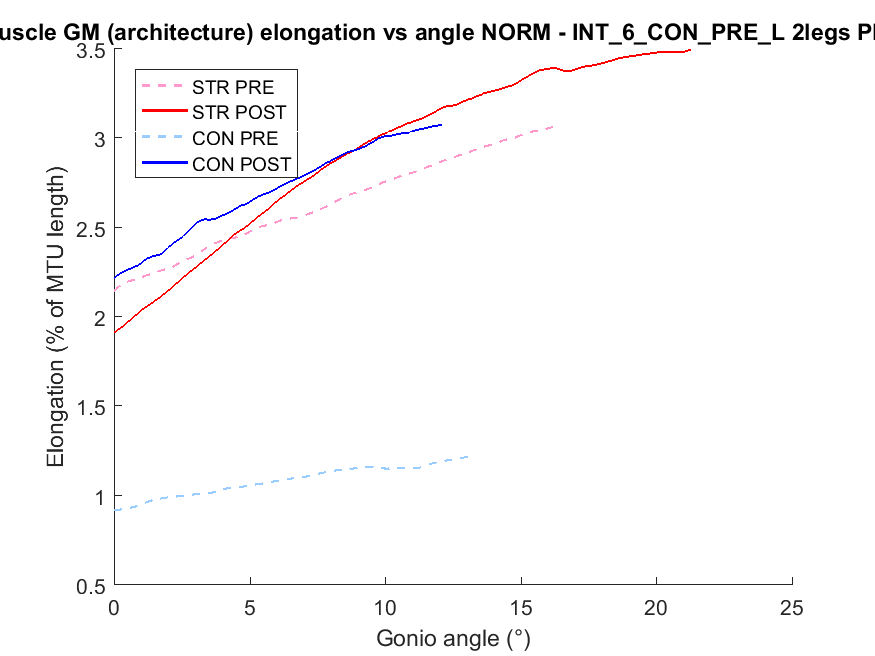 uscle GM (architecture) elongation vs angle NORM - INT_6_CON_PRE_L 2legs P
3.5
3
2.5
2
1.5
1
0.5
Elongation (% of MTU length)
STR PRE
STR POST
CON PRE
CON POST
0 5 10 15 20 25
Gonio angle (°)